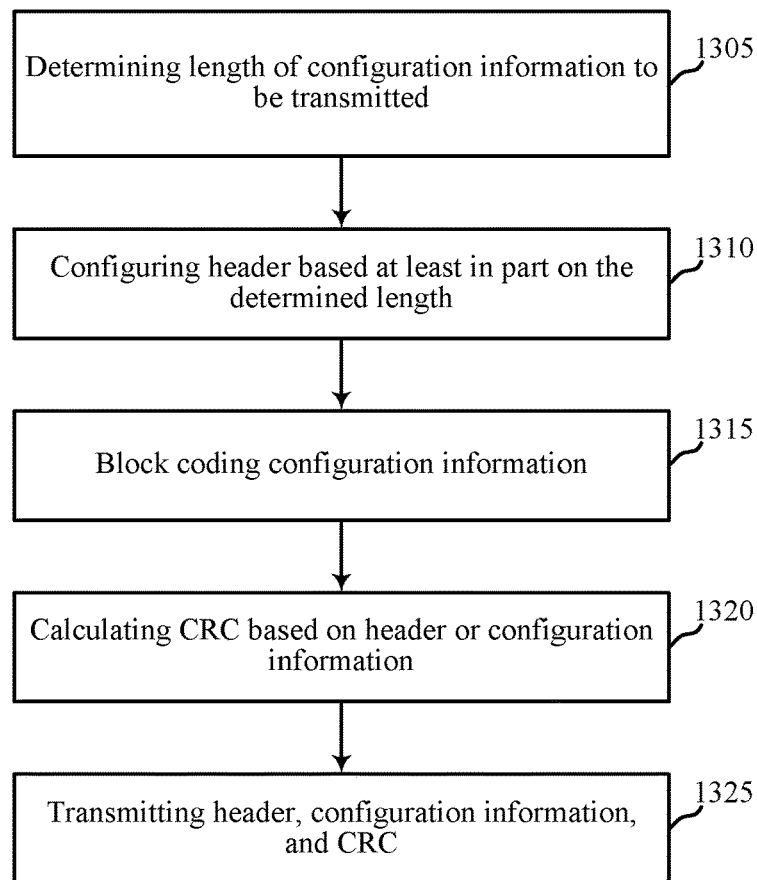 1305
Determining length of configuration information to
be transmitted
1310
Configuring header based at least in part on the
determined length
1315
Block coding configuration information
1320
Calculating CRC based on header or configuration
information
1325
Transmitting header, configuration information,
and CRC